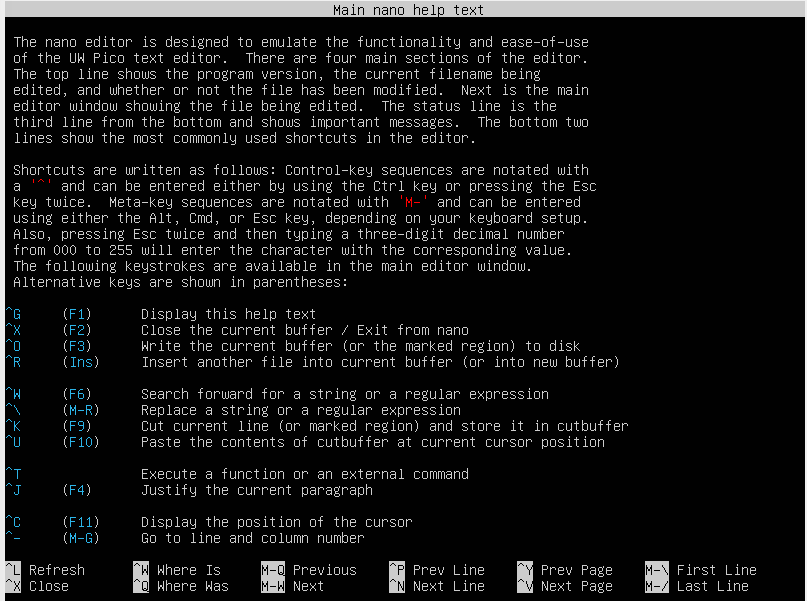 Main nano help text
The nano editor is designed to emulate the functionality and ease-of-use
of the UW Pico text editor.  There are four main sections of the editor.
The top line shows the program version, the current filename being
edited, and whether or not the file has been modified.  Next is the main
editor window showing the file being edited.  The status line is the
third line from the bottom and shows important messages.  The bottom two
lines show the most commonly used shortcuts in the editor.
Shortcuts are written as follows: Control-key sequences are notated with
a '^' and can be entered either by using the Ctrl key or pressing the Esc
key twice.  Meta-key sequences are notated with 'M-' and can be entered
using either the Alt, Cmd, or Esc key, depending on your keyboard setup.
Also, pressing Esc twice and then typing a three-digit decimal number
from 000 to 255 will enter the character with the corresponding value.
The following keystrokes are available in the main editor window.
Alternative keys are shown in parentheses:
^G (F1) Display this help text
^X (F2) Close the current buffer / Exit from nano
^O (F3) Write the current buffer (or the marked region) to disk
^R (Ins) Insert another file into current buffer (or into new buffer)
^W (F6) Search forward for a string or a regular expression
^\ (M-R) Replace a string or a regular expression
^K (F9) Cut current line (or marked region) and store it in cutbuffer
^U (F10) Paste the contents of cutbuffer at current cursor position
^T Execute a function or an external command
^J (F4) Justify the current paragraph
^C (F11) Display the position of the cursor
^- (M-G) Go to line and column number
^L Refresh ^W Where Is M-Q Previous ^P Prev Line ^Y Prev Page M-\ First Line
^X Close ^Q Where Was M-W Next ^N Next Line ^V Next Page M-/ Last Line